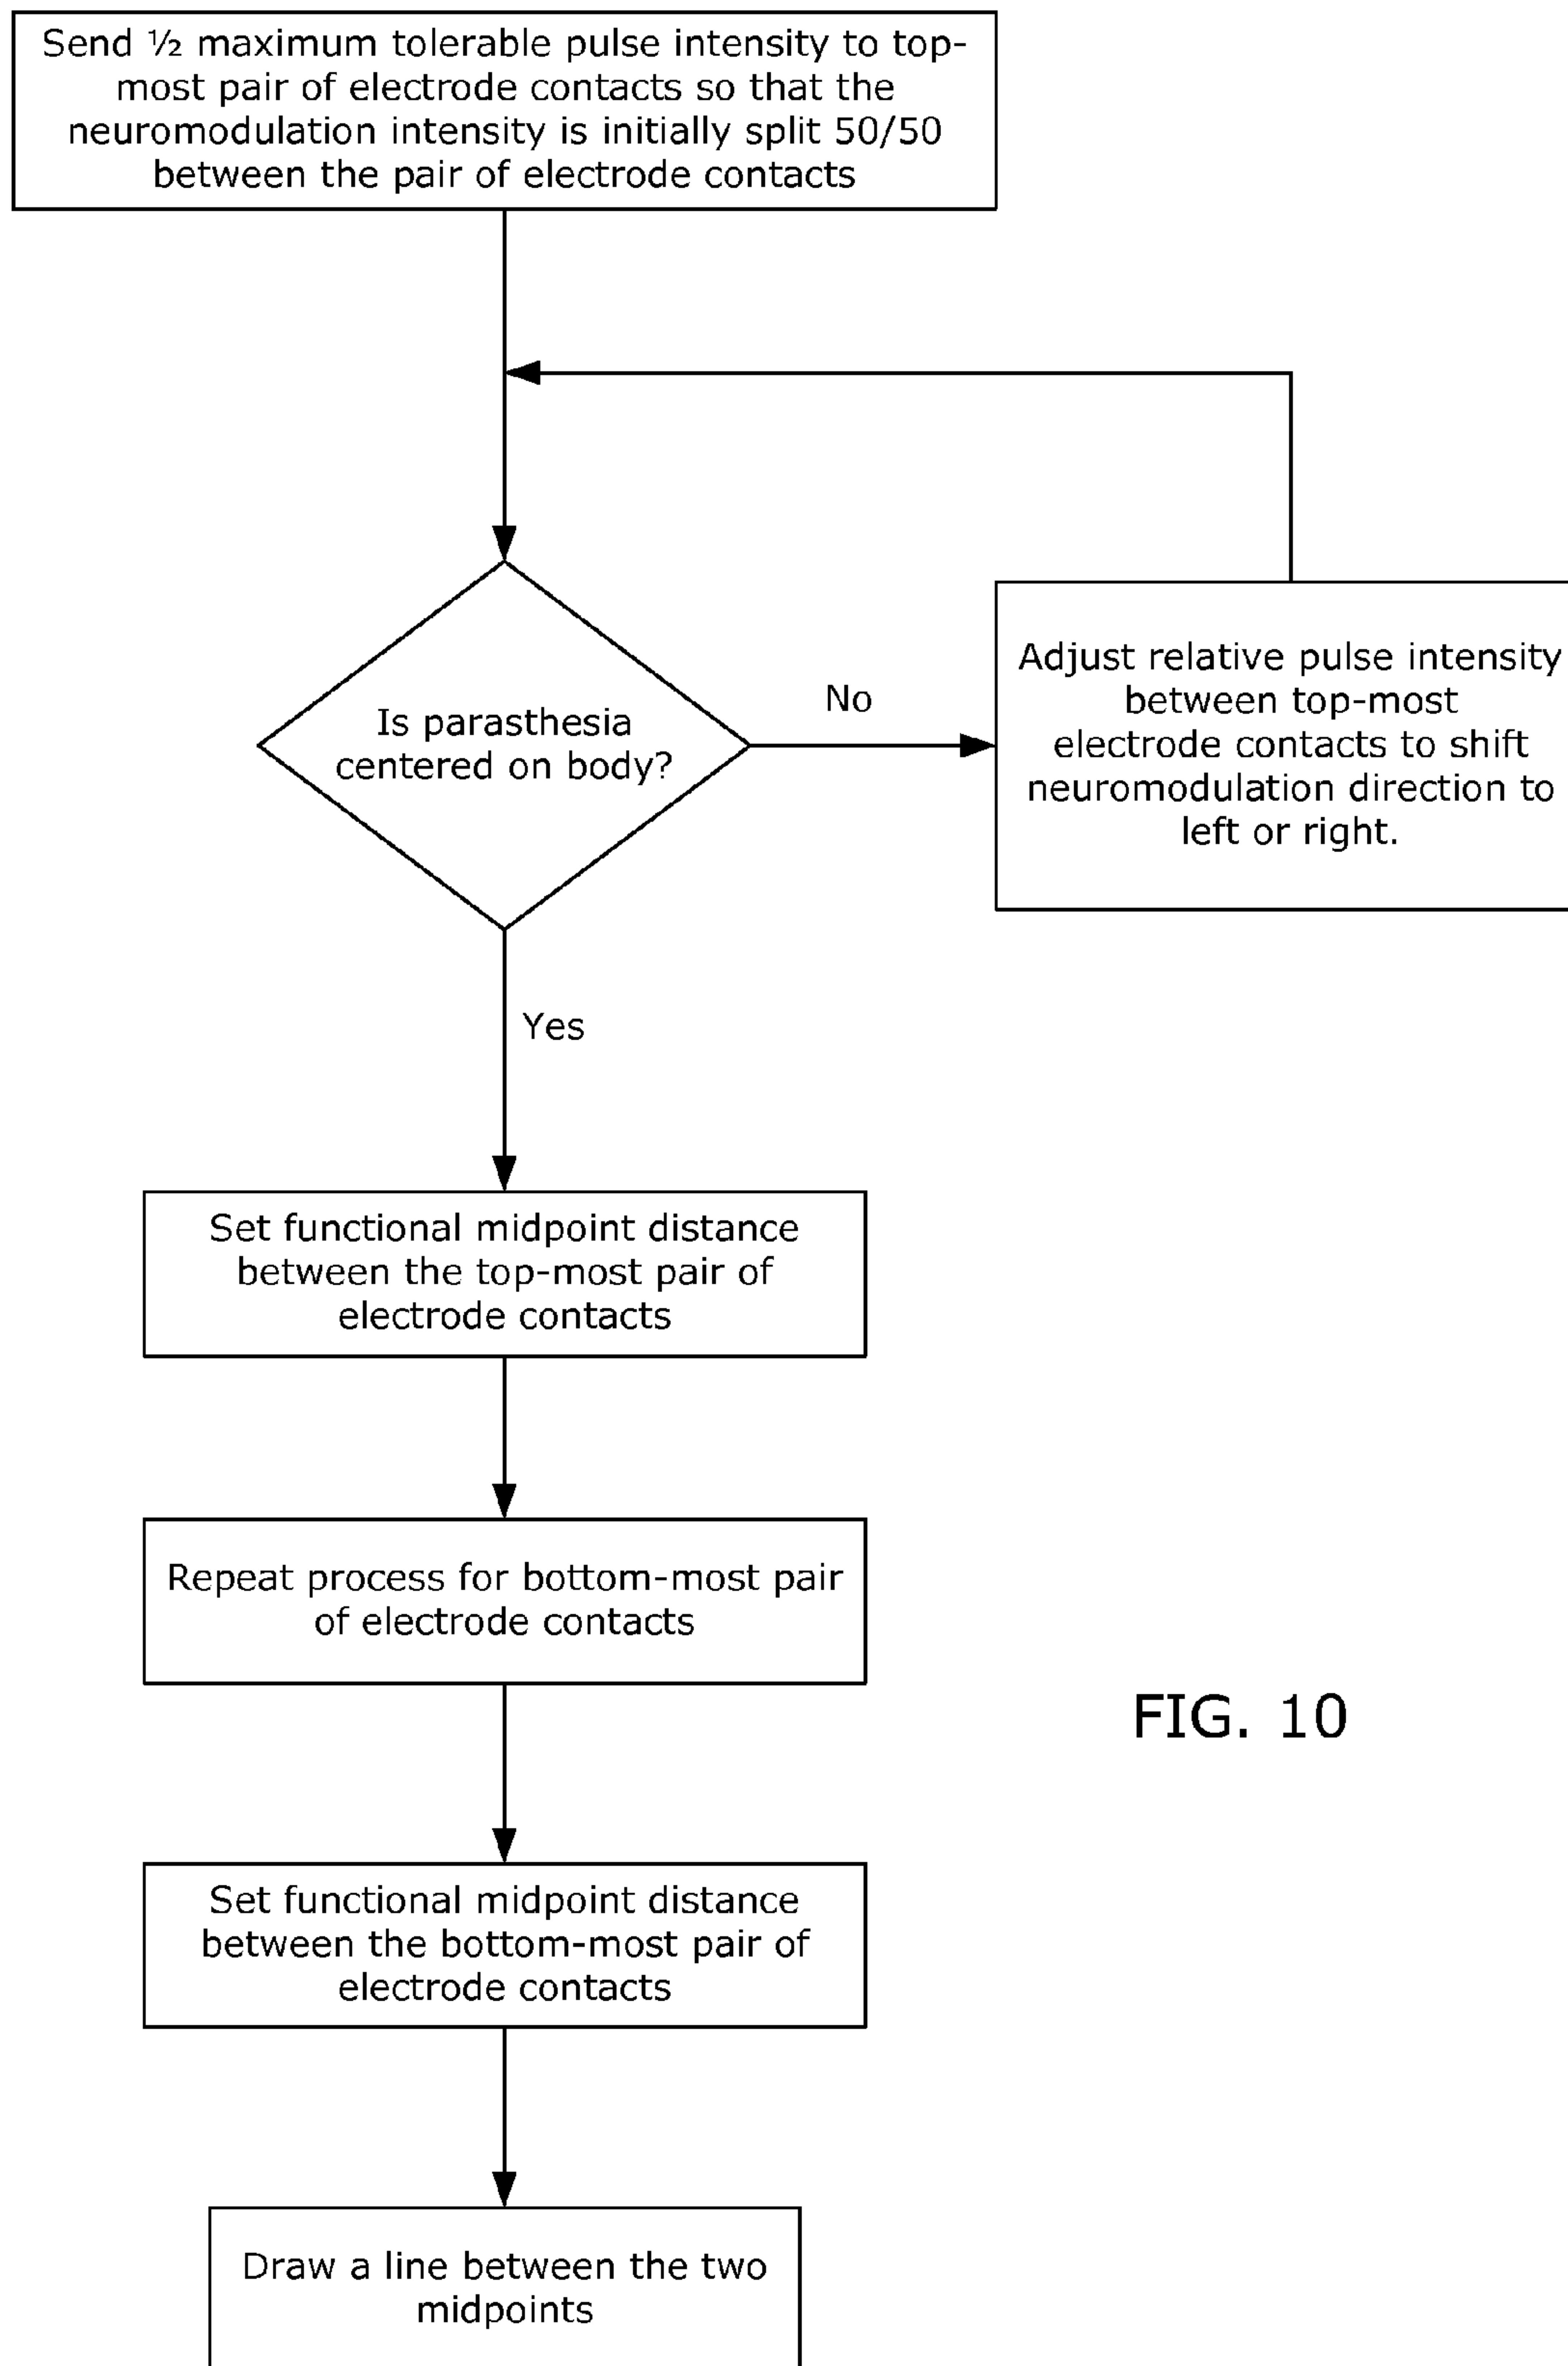 Send ½ maximum tolerable pulse intensity to top-
most pair of electrode contacts so that the
neuromodulation intensity is initially split 50/50
between the pair of electrode contacts
Is parasthesia
centered on body?
No
Adjust relative pulse intensity
between top-most
electrode contacts to shift
neuromodulation direction to
left or right.
Yes
Set functional midpoint distance
between the top-most pair of
electrode contacts
Repeat process for bottom-most pair
of electrode contacts
FIG. 10
Set functional midpoint distance
between the bottom-most pair of
electrode contacts
Draw a line between the two
midpoints